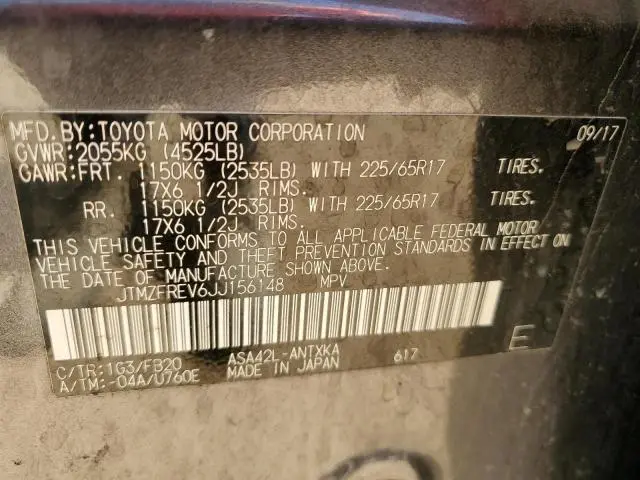 MFD.BY:TOYOTA MOTOR CORPORATION 09/17
GVWR:2055KG (4525LB)
GAWR:FRT. 1150KG (2535LB) WITH 225/65R17 TIRES.
17X6 1/2J RIMS.
RR. 1150KG (2535LB) WITH 225/65R17 TIRES.
17X6 1/2J RIMS.
THIS VEHICLE CONFORMS TO ALL APPLICABLE FEDERAL MOTOR
VEHICLE SAFETY AND THEFT PREVENTION STANDARDS IN EFFECT ON
THE DATE OF MANUFACTURE SHOWN ABOVE.
JTMZFREV6JJ156148 MPV
C/TR:1G3/FB20 ASA42L-ANTXKA 617 E
A/TM:-04A/U760E MADE IN JAPAN